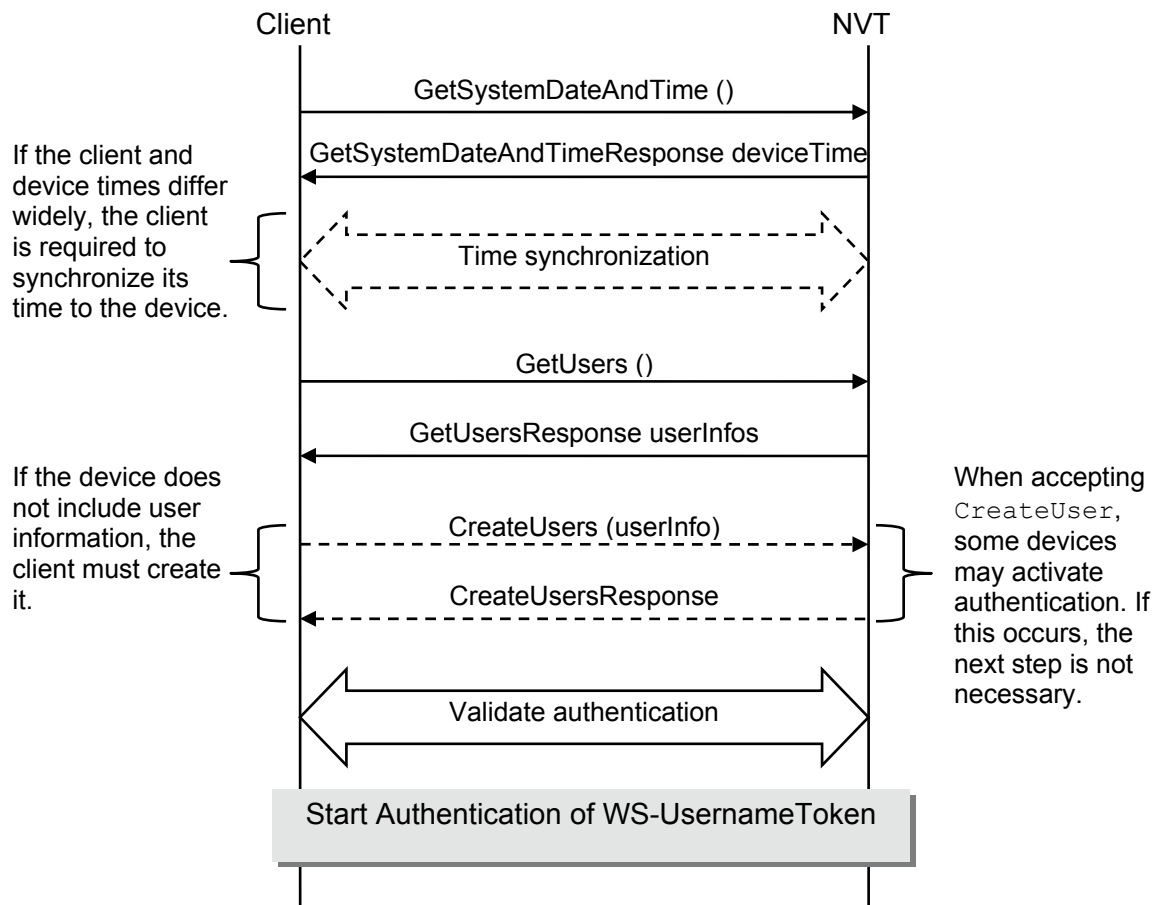 Client
NVT
GetSystemDateAndTime ()
GetSystemDateAndTimeResponse deviceTime
If the client and
device times differ
widely, the client
is required to
synchronize its
time to the device.
Time synchronization
GetUsers ()
GetUsersResponse userInfos
If the device does
not include user
information, the
client must create
it.
CreateUsers (userInfo)
CreateUsersResponse
When accepting
CreateUser,
some devices
may activate
authentication. If
this occurs, the
next step is not
necessary.
Validate authentication
Start Authentication of WS-UsernameToken